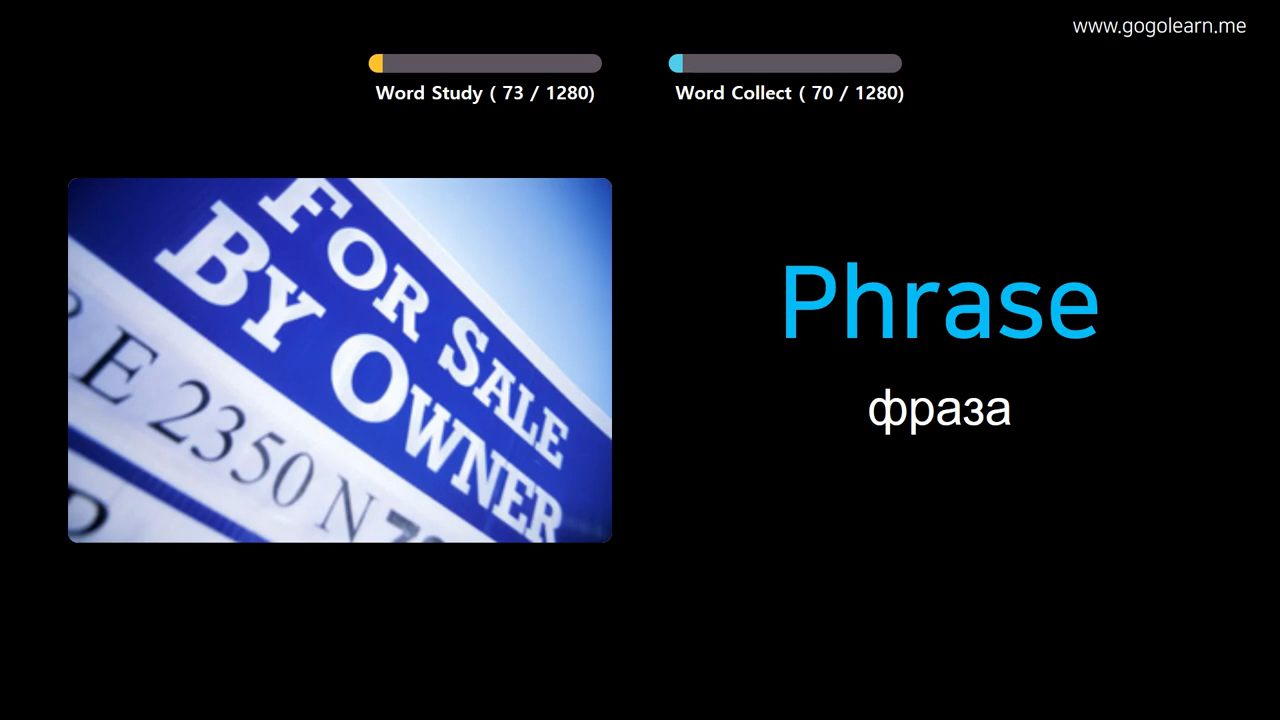 www.gogolearn.me
Word Study ( 73 / 1280)
Word Collect ( 70 / 1280)
FOR SALE
BY OWNER
E 2350 N
Phrase
фраза